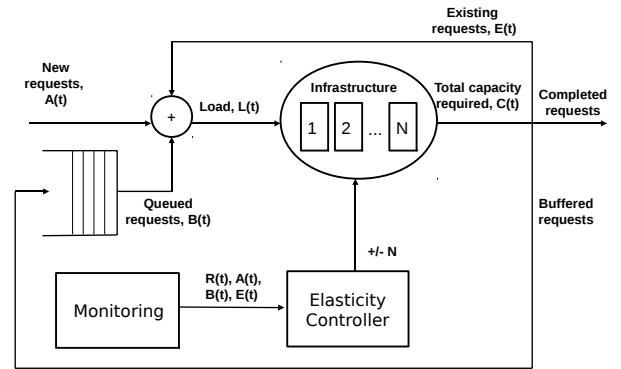 Existing
requests, E(t)
New
requests,
A(t)
Load, L(t)
+
Infrastructure
1 2 ... N
Total capacity
required, C(t)
Completed
requests
Queued
requests, B(t)
Buffered
requests
+/- N
Monitoring
R(t), A(t),
B(t), E(t)
Elasticity
Controller